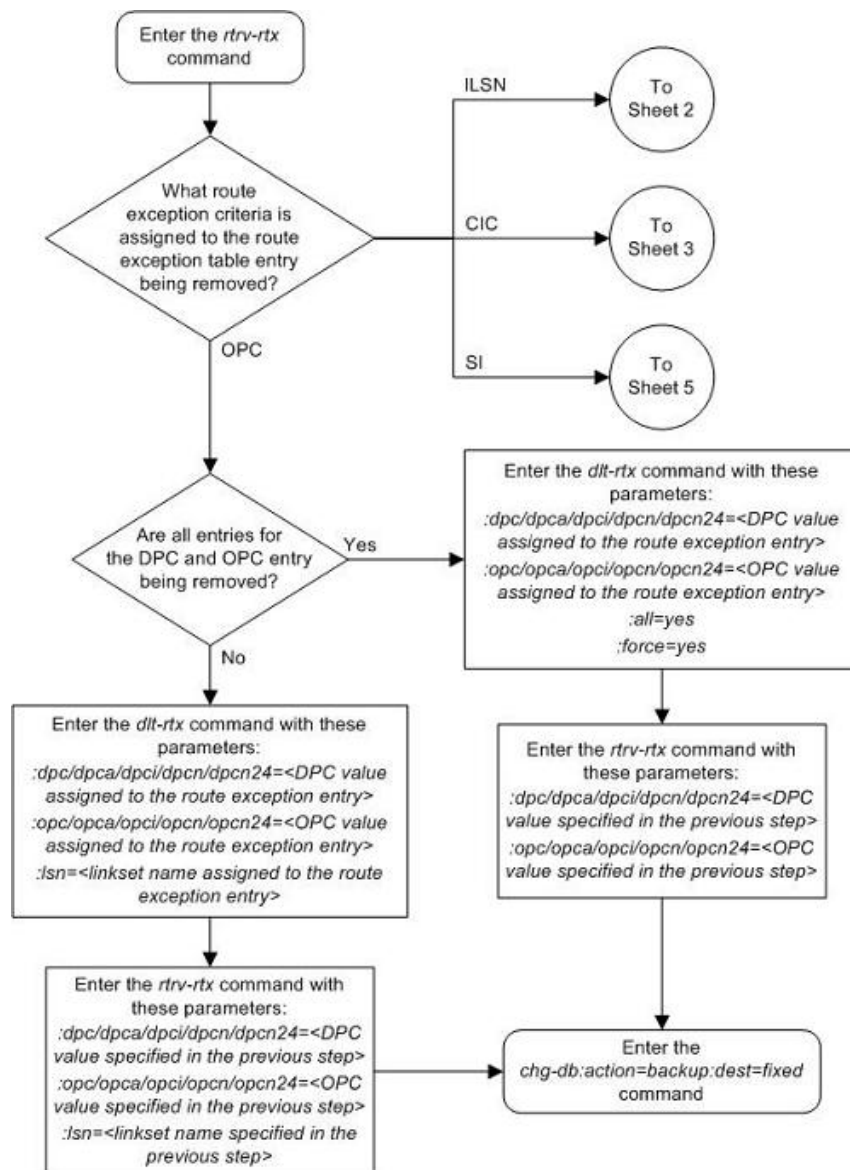 Enter the rtrv-rtx
command
ILSN
To
Sheet 2
What route
exception criteria is
assigned to the route
exception table entry
being removed?
CIC
To
Sheet 3
SI
To
Sheet 5
OPC
Are all entries for
the DPC and OPC entry
being removed?
Yes
Enter the dlt-rtx command with these
parameters:
:dpc/dpca/dpci/dpcn/dpcn24=<DPC value
assigned to the route exception entry>
:opc/opca/opci/opcn/opcn24=<OPC value
assigned to the route exception entry>
:all=yes
:force=yes
No
Enter the dlt-rtx command with these
parameters:
:dpc/dpca/dpci/dpcn/dpcn24=<DPC value
assigned to the route exception entry>
:opc/opca/opci/opcn/opcn24=<OPC value
assigned to the route exception entry>
:lsn=<linkset name assigned to the route
exception entry>
Enter the rtrv-rtx command with
these parameters:
:dpc/dpca/dpci/dpcn/dpcn24=<DPC
value specified in the previous step>
:opc/opca/opci/opcn/opcn24=<OPC
value specified in the previous step>
Enter the rtrv-rtx command with
these parameters:
:dpc/dpca/dpci/dpcn/dpcn24=<DPC
value specified in the previous step>
:opc/opca/opci/opcn/opcn24=<OPC
value specified in the previous step>
:lsn=<linkset name specified in the
previous step>
Enter the
chg-db:action=backup:dest=fixed
command